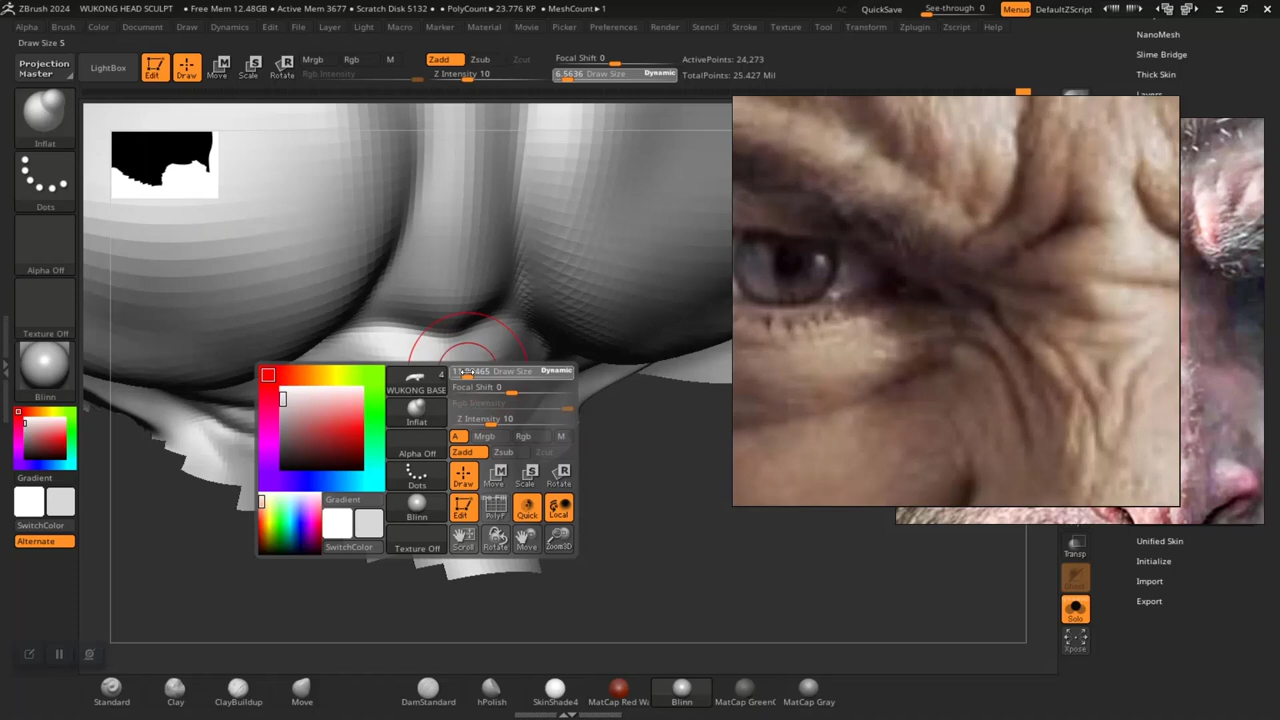 ZBrush 2024
WUKONG HEAD SCULPT
● Free Mem 12.48GB ● Active Mem 3677 ● Scratch Disk 5132 ● PolyCount▸23.776 KP ● MeshCount▸1
AC
QuickSave
See-through 0
Menus
DefaultZScript
Alpha Brush Color Document Draw Dynamics Edit File Layer Light Macro Marker Material Movie Picker Preferences Render Stencil Stroke Texture Tool Transform Zplugin Zscript Help
Draw Size S
Projection
Master
LightBox
Edit
Draw
Move
Scale
Rotate
Mrgb Rgb M
Rgb Intensity
Zadd Zsub Zcut
Z Intensity 10
Focal Shift 0
6.5636 Draw Size Dynamic
ActivePoints: 24,273
TotalPoints: 25.427 Mil
NanoMesh
Slime Bridge
Thick Skin
Layers
Inflat
Dots
Alpha Off
Texture Off
Blinn
Gradient
SwitchColor
Alternate
4
WUKONG BASE
Inflat
Alpha Off
Dots
Blinn
Texture Off
Gradient
SwitchColor
Draw Size Dynamic
Focal Shift 0
Rgb Intensity
Z Intensity 10
A Mrgb Rgb M
Zadd Zsub Zcut
Draw Move Scale Rotate
Edit PolyF Quick Local
Scroll Rotate Move Zoom3D
Transp
Ghost
Solo
Xpose
Unified Skin
Initialize
Import
Export
Standard Clay ClayBuildup Move DamStandard hPolish SkinShade4 MatCap Red Wa Blinn MatCap GreenC MatCap Gray